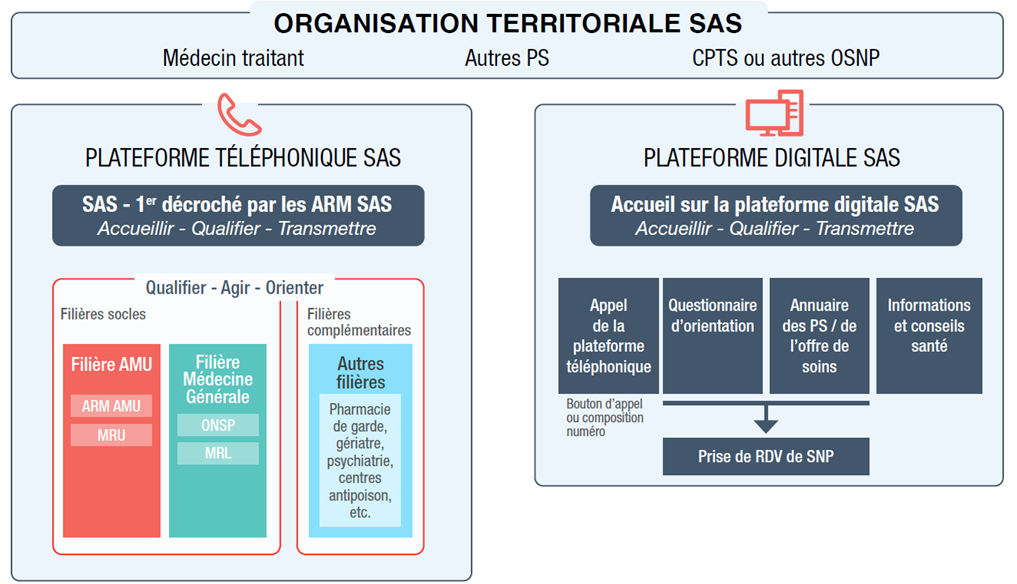 ORGANISATION TERRITORIALE SAS
Médecin traitant
Autres PS
CPTS ou autres OSNP
PLATEFORME TÉLÉPHONIQUE SAS
SAS - 1er décroché par les ARM SAS
Accueillir - Qualifier - Transmettre
Qualifier - Agir - Orienter
Filières socles
Filière AMU
ARM AMU
MRU
Filière
Médecine
Générale
ONSP
MRL
Filières
complémentaires
Autres
filières
Pharmacie
de garde,
gériatre,
psychiatrie,
centres
antipoison,
etc.
PLATEFORME DIGITALE SAS
Accueil sur la plateforme digitale SAS
Accueillir - Qualifier - Transmettre
Appel
de la
plateforme
téléphonique
Bouton d'appel
ou composition
numéro
Questionnaire
d'orientation
Annuaire
des PS / de
l'offre de
soins
Informations
et conseils
santé
Prise de RDV de SNP